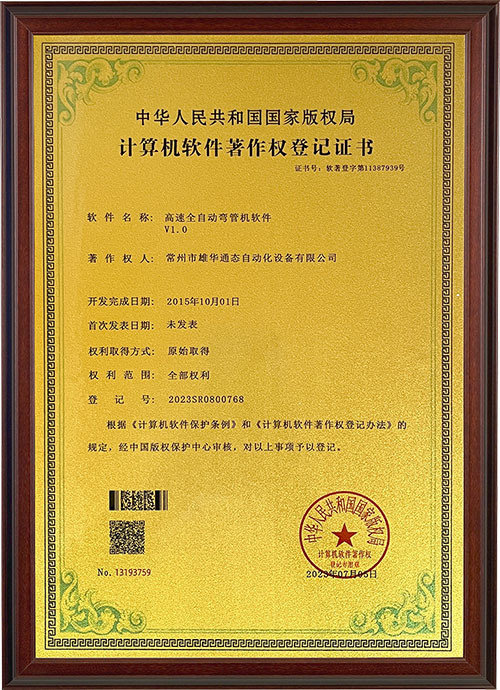 中华人民共和国国家版权局
计算机软件著作权登记证书
证书号：软著登字第11387939号
软件名称：高速全自动弯管机软件
V1.0
著作权人：常州市雄华通态自动化设备有限公司
开发完成日期：2015年10月01日
首次发表日期：未发表
权利取得方式：原始取得
权利范围：全部权利
登记号：2023SR0800768
根据《计算机软件保护条例》和《计算机软件著作权登记办法》的
规定，经中国版权保护中心审核，对以上事项予以登记。
中华人民共和国国家版权局
计算机软件著作权
登记专用章
No. 13193759
2023年07月05日